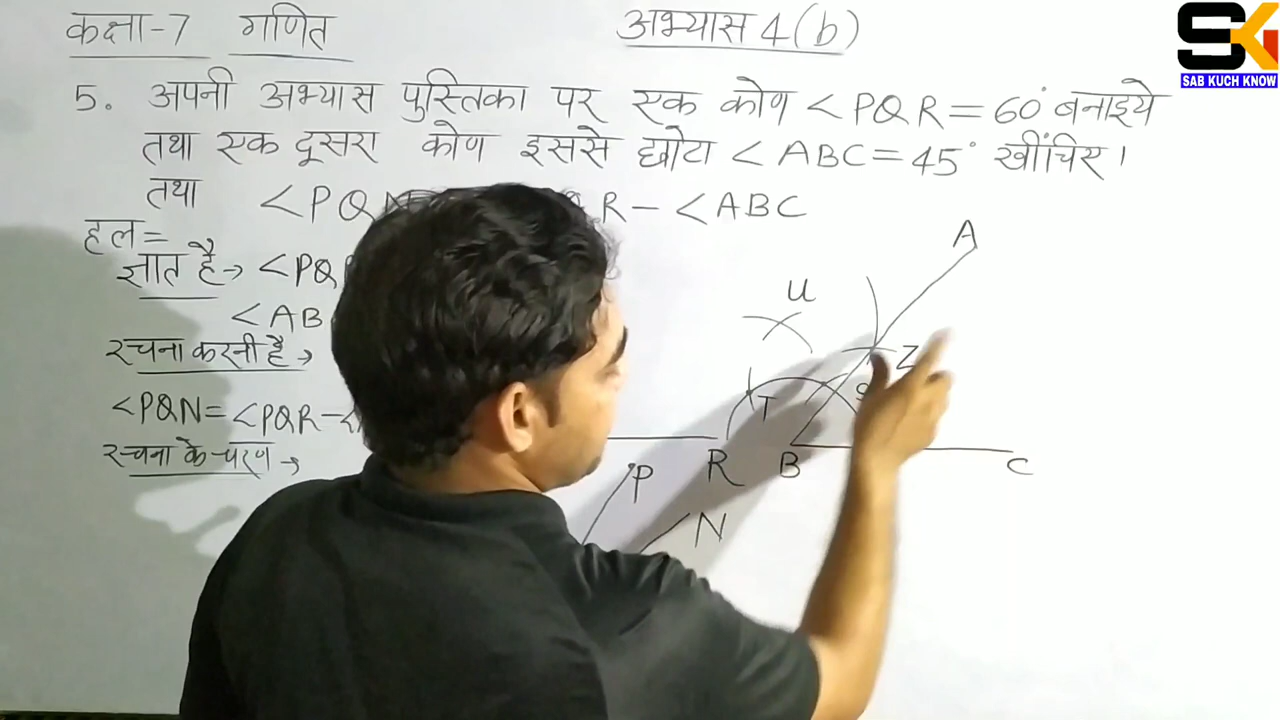 कक्षा-7 गणित अभ्यास 4(b)
SK
SAB KUCH KNOW
5. अपनी अभ्यास पुस्तिका पर एक कोण <PQR=60° बनाइये
तथा एक दूसरा कोण इससे छोटा <ABC=45° खींचिए।
तथा <PQN R-<ABC
हल=
ज्ञात है→ <PQ
<AB
रचना करनी है→
<PQN=<PQR-<
रचना के चरण→
A
U
Z
S
T
R B C
P
N